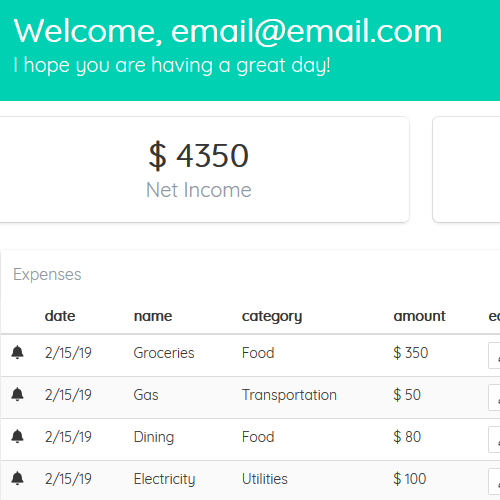 Welcome, email@email.com
I hope you are having a great day!
$ 4350
Net Income
Expenses
date name category amount
2/15/19 Groceries Food $ 350
2/15/19 Gas Transportation $ 50
2/15/19 Dining Food $ 80
2/15/19 Electricity Utilities $ 100